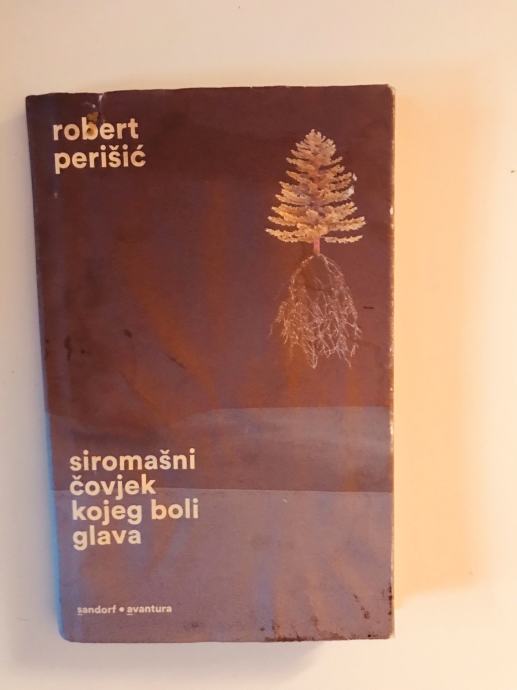 robert
perišić
siromašni
čovjek
kojeg boli
glava
sandorf • avantura